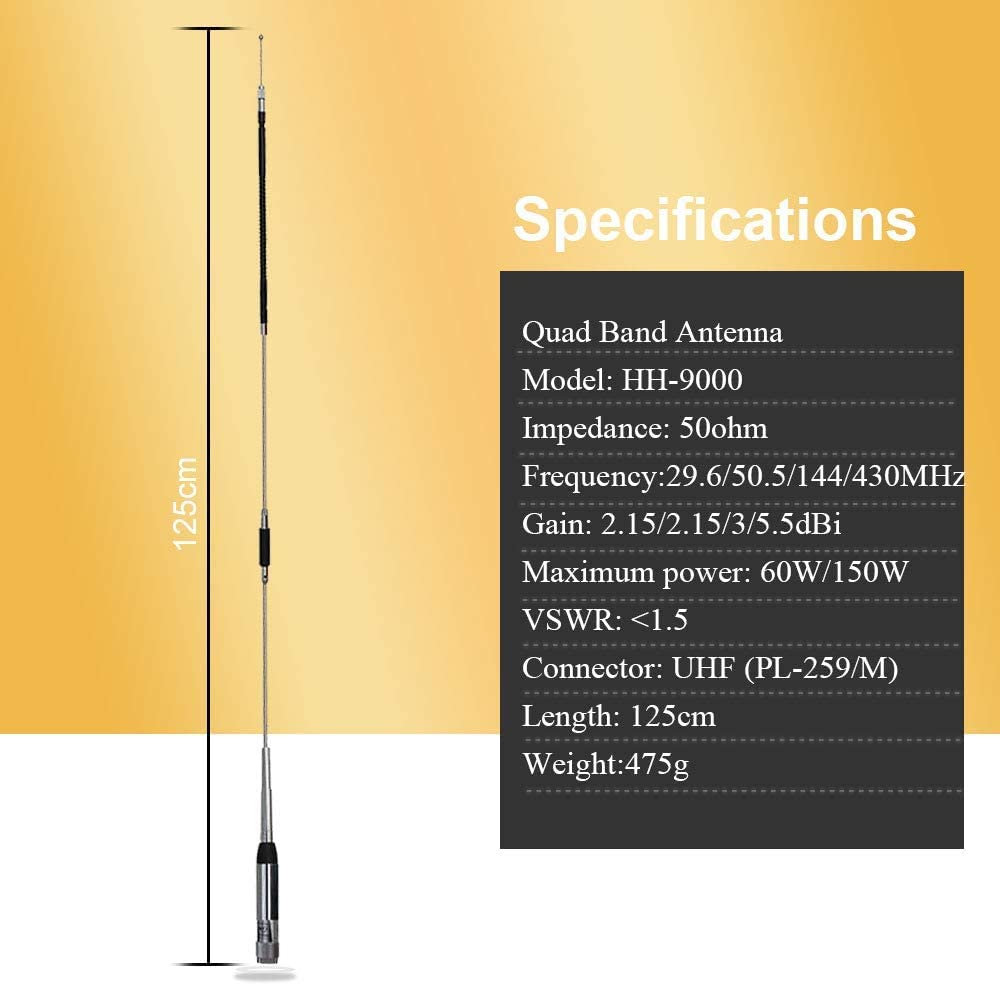 125cm
Specifications
Quad Band Antenna
Model: HH-9000
Impedance: 50ohm
Frequency:29.6/50.5/144/430MHz
Gain: 2.15/2.15/3/5.5dBi
Maximum power: 60W/150W
VSWR: <1.5
Connector: UHF (PL-259/M)
Length: 125cm
Weight:475g